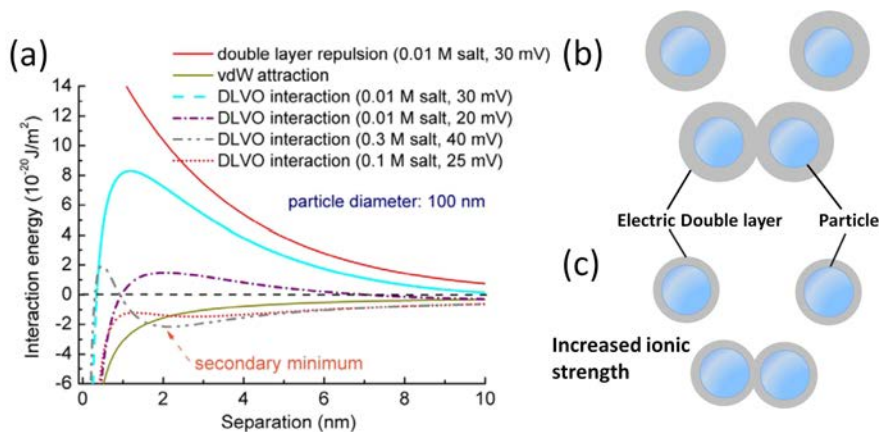 (a)
double layer repulsion (0.01 M salt, 30 mV)
vdW attraction
DLVO interaction (0.01 M salt, 30 mV)
DLVO interaction (0.01 M salt, 20 mV)
DLVO interaction (0.3 M salt, 40 mV)
DLVO interaction (0.1 M salt, 25 mV)
particle diameter: 100 nm
secondary minimum
Interaction energy (10⁻²⁰J/m²)
14
12
10
8
6
4
2
0
-2
-4
-6
0 2 4 6 8 10
Separation (nm)
(b)
Electric Double layer
Particle
(c)
Increased ionic
strength